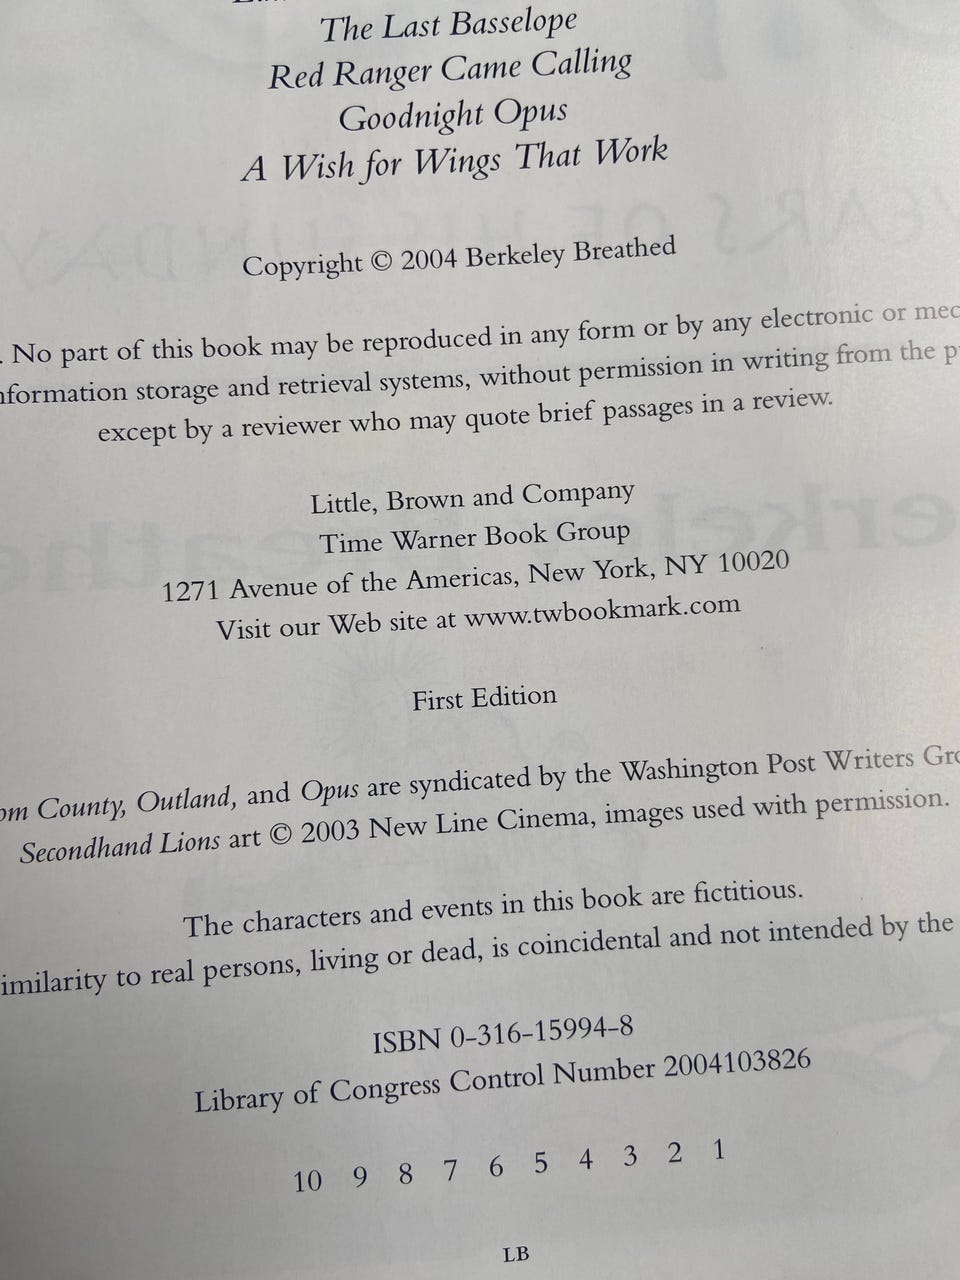 The Last Basselope
Red Ranger Came Calling
Goodnight Opus
A Wish for Wings That Work
Copyright © 2004 Berkeley Breathed
. No part of this book may be reproduced in any form or by any electronic or mec
nformation storage and retrieval systems, without permission in writing from the p
except by a reviewer who may quote brief passages in a review.
Little, Brown and Company
Time Warner Book Group
1271 Avenue of the Americas, New York, NY 10020
Visit our Web site at www.twbookmark.com
First Edition
om County, Outland, and Opus are syndicated by the Washington Post Writers Gro
Secondhand Lions art © 2003 New Line Cinema, images used with permission.
The characters and events in this book are fictitious.
imilarity to real persons, living or dead, is coincidental and not intended by the
ISBN 0-316-15994-8
Library of Congress Control Number 2004103826
10 9 8 7 6 5 4 3 2 1
LB